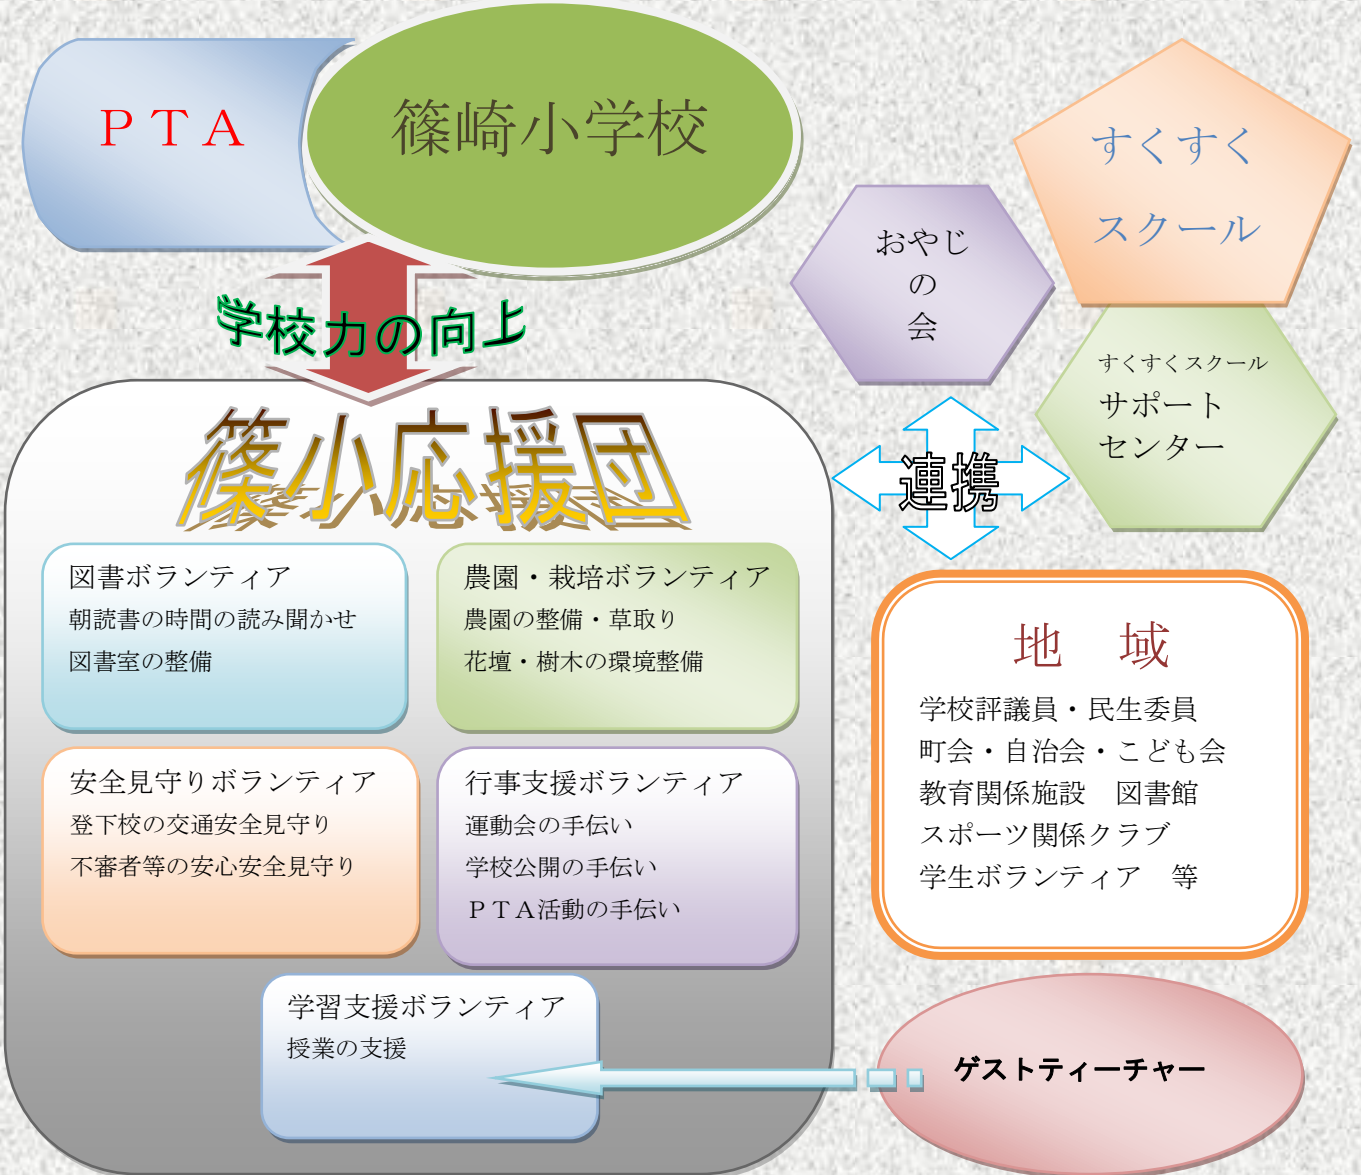 ＰＴＡ
篠崎小学校
すくすく
スクール
おやじ
の
会
すくすくスクール
サポート
センター
学校力の向上
連携
篠小応援団
図書ボランティア
朝読書の時間の読み聞かせ
図書室の整備
農園・栽培ボランティア
農園の整備・草取り
花壇・樹木の環境整備
安全見守りボランティア
登下校の交通安全見守り
不審者等の安心安全見守り
行事支援ボランティア
運動会の手伝い
学校公開の手伝い
ＰＴＡ活動の手伝い
学習支援ボランティア
授業の支援
地　域
学校評議員・民生委員
町会・自治会・こども会
教育関係施設　図書館
スポーツ関係クラブ
学生ボランティア　等
ゲストティーチャー